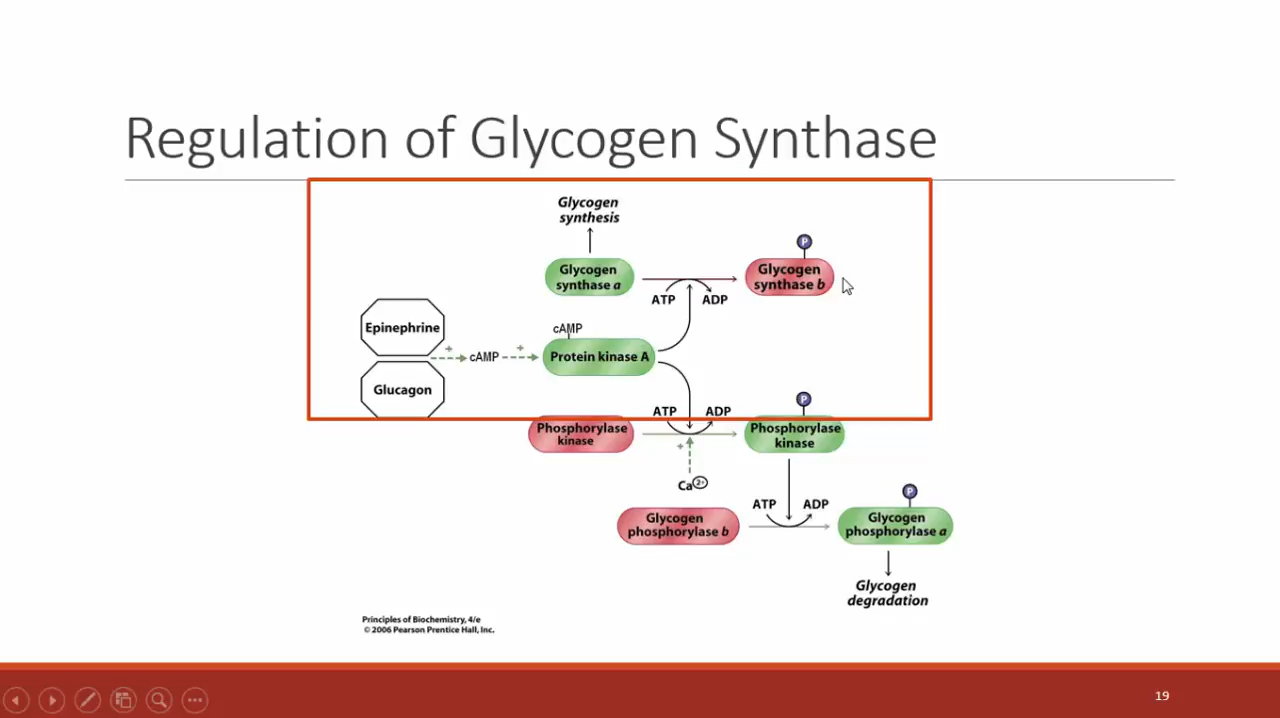 Regulation of Glycogen Synthase
Glycogen
synthesis
P
Glycogen
synthase a
Glycogen
synthase b
ATP
ADP
Epinephrine
cAMP
cAMP
Protein kinase A
+
+
Glucagon
ATP
ADP
P
Phosphorylase
kinase
Phosphorylase
kinase
+
Ca 2+
P
ATP
ADP
Glycogen
phosphorylase b
Glycogen
phosphorylase a
Glycogen
degradation
Principles of Biochemistry, 4/e
© 2006 Pearson Prentice Hall, Inc.
19